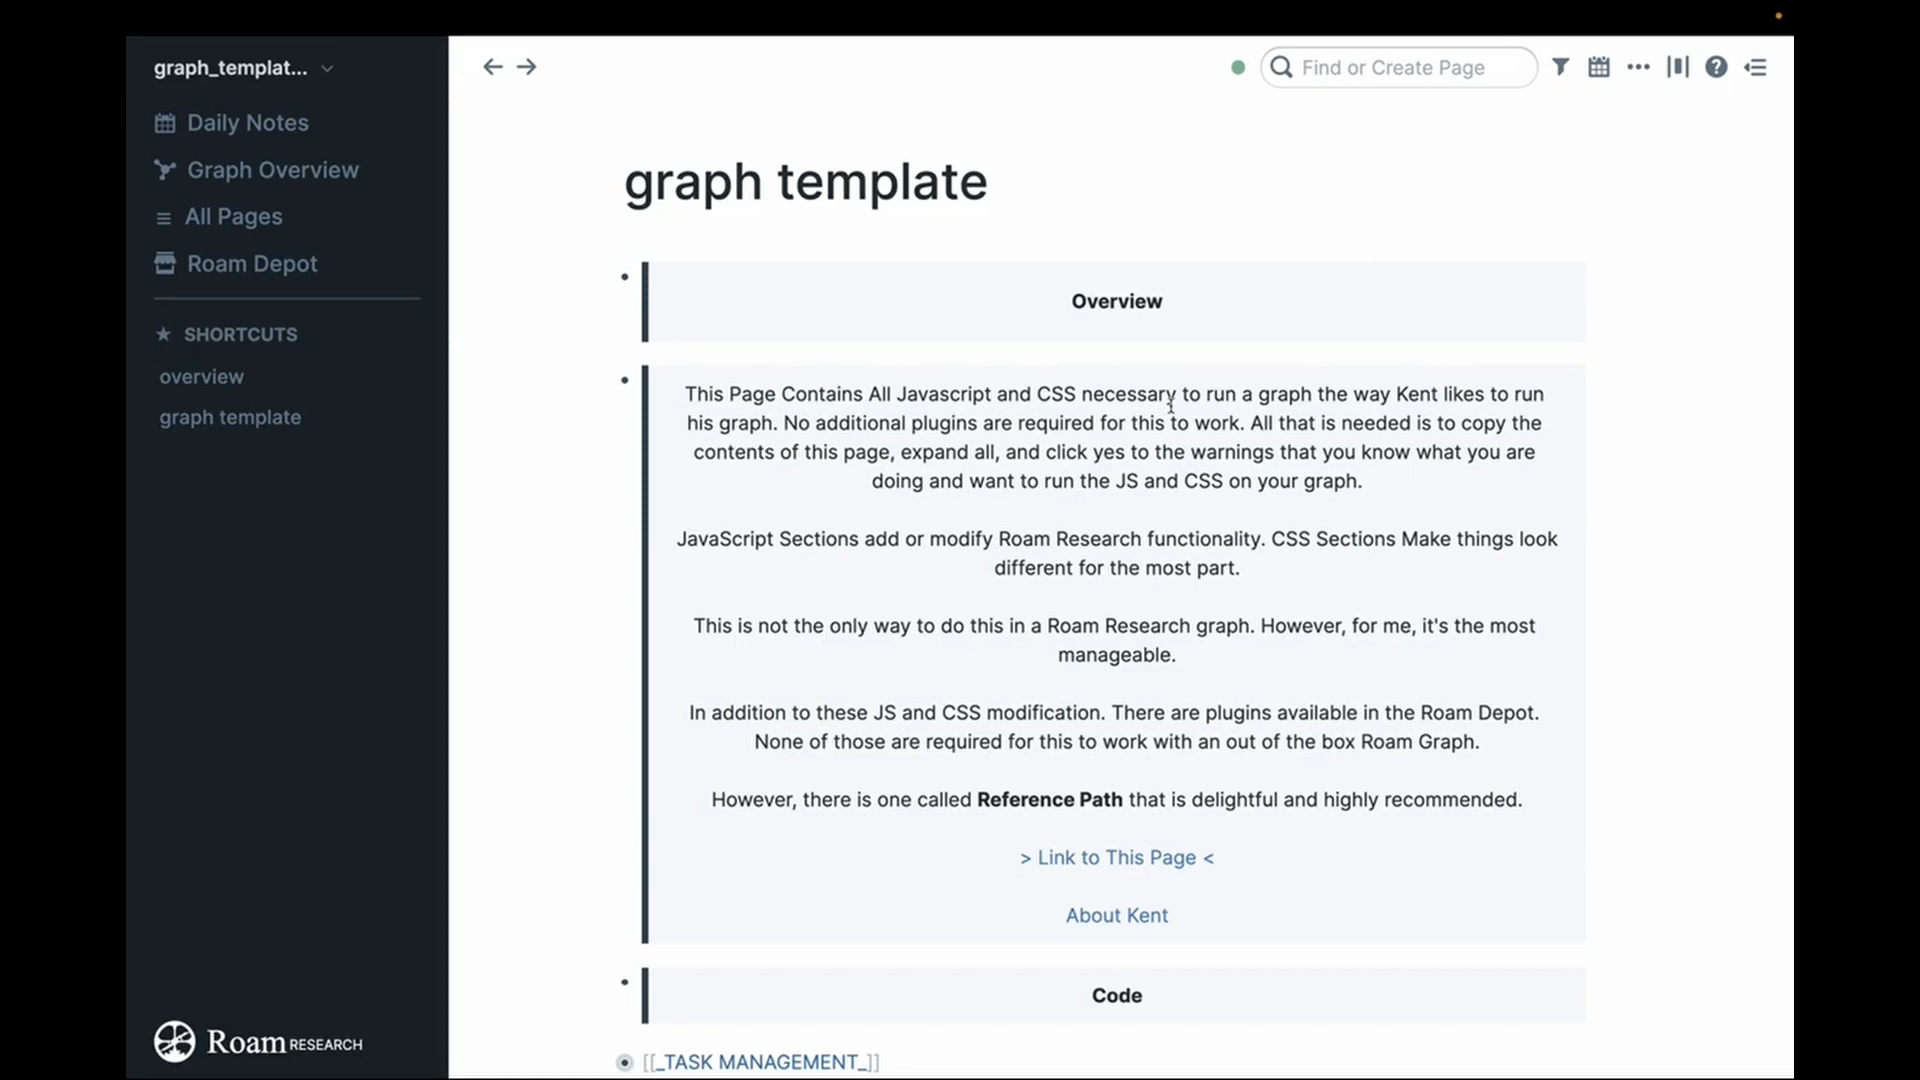 graph_templat...
Find or Create Page
Daily Notes
Graph Overview
All Pages
Roam Depot
SHORTCUTS
overview
graph template
graph template
Overview
This Page Contains All Javascript and CSS necessary to run a graph the way Kent likes to run
his graph. No additional plugins are required for this to work. All that is needed is to copy the
contents of this page, expand all, and click yes to the warnings that you know what you are
doing and want to run the JS and CSS on your graph.
JavaScript Sections add or modify Roam Research functionality. CSS Sections Make things look
different for the most part.
This is not the only way to do this in a Roam Research graph. However, for me, it's the most
manageable.
In addition to these JS and CSS modification. There are plugins available in the Roam Depot.
None of those are required for this to work with an out of the box Roam Graph.
However, there is one called Reference Path that is delightful and highly recommended.
> Link to This Page <
About Kent
Code
[[_TASK MANAGEMENT_]]
Roam RESEARCH